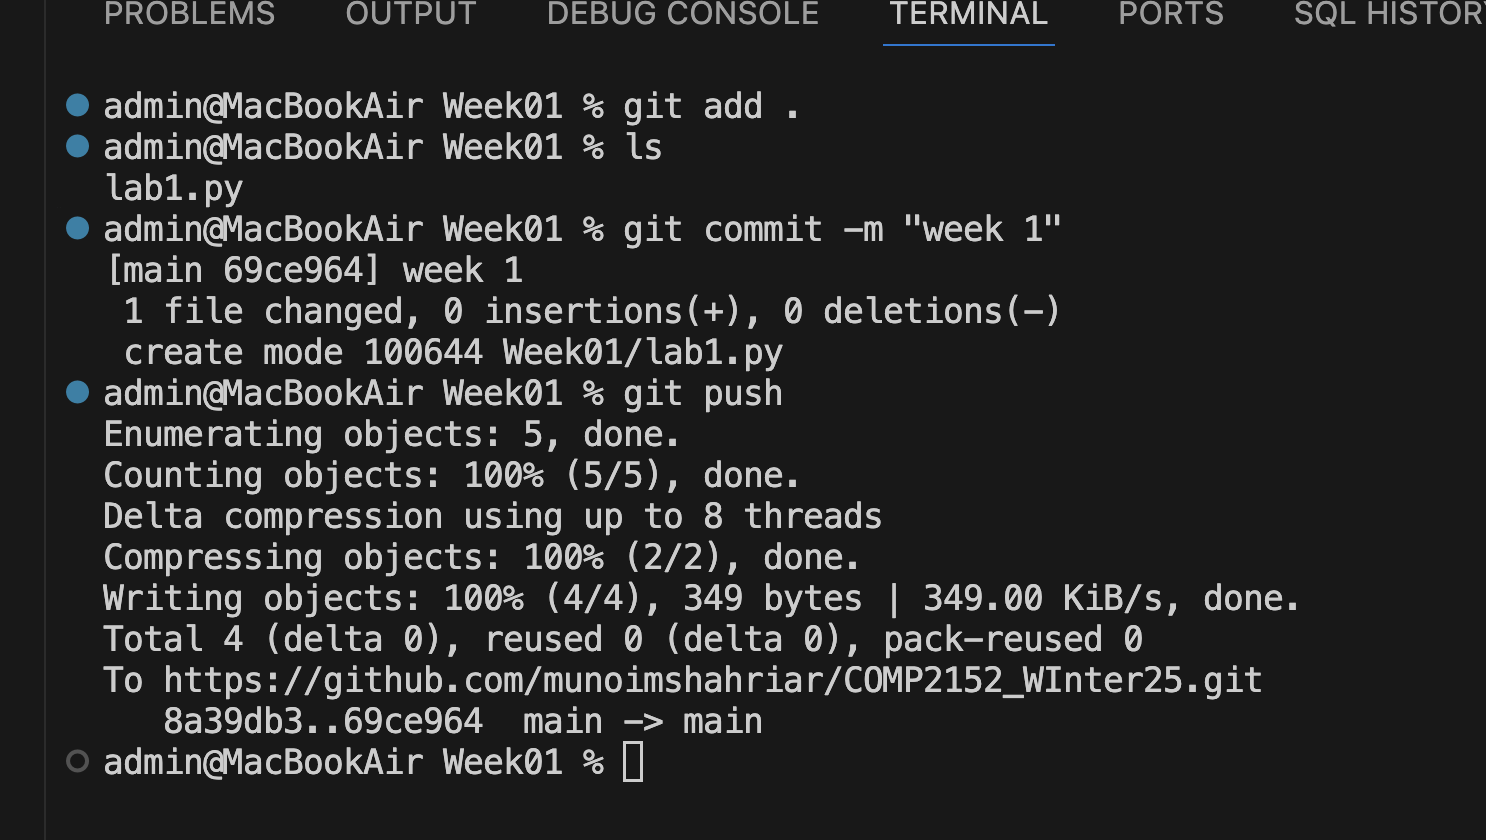 PROBLEMS OUTPUT DEBUG CONSOLE TERMINAL PORTS SQL HISTORY
admin@MacBookAir Week01 % git add .
admin@MacBookAir Week01 % ls
lab1.py
admin@MacBookAir Week01 % git commit -m "week 1"
[main 69ce964] week 1
 1 file changed, 0 insertions(+), 0 deletions(-)
 create mode 100644 Week01/lab1.py
admin@MacBookAir Week01 % git push
Enumerating objects: 5, done.
Counting objects: 100% (5/5), done.
Delta compression using up to 8 threads
Compressing objects: 100% (2/2), done.
Writing objects: 100% (4/4), 349 bytes | 349.00 KiB/s, done.
Total 4 (delta 0), reused 0 (delta 0), pack-reused 0
To https://github.com/munoimshahriar/COMP2152_WInter25.git
   8a39db3..69ce964  main -> main
admin@MacBookAir Week01 %